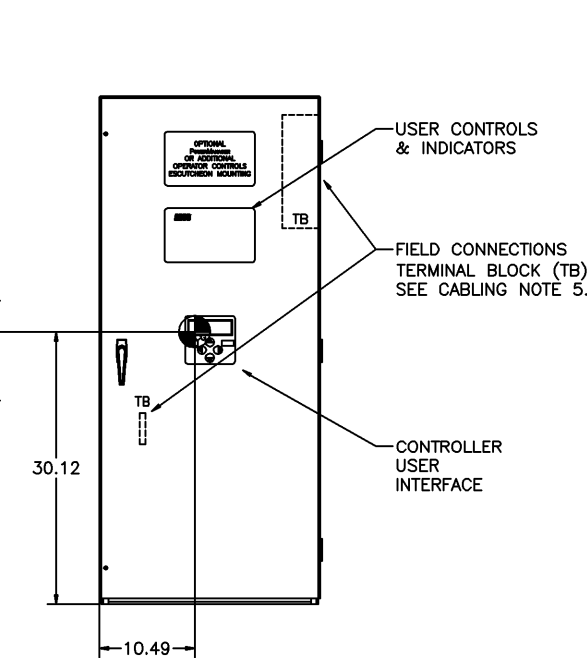 OPTIONAL
OR ADDITIONAL
OPERATOR CONTROLS
ESCUTCHEON MOUNTING
USER CONTROLS
& INDICATORS
TB
FIELD CONNECTIONS
TERMINAL BLOCK (TB)
SEE CABLING NOTE 5.
TB
30.12
CONTROLLER
USER
INTERFACE
10.49